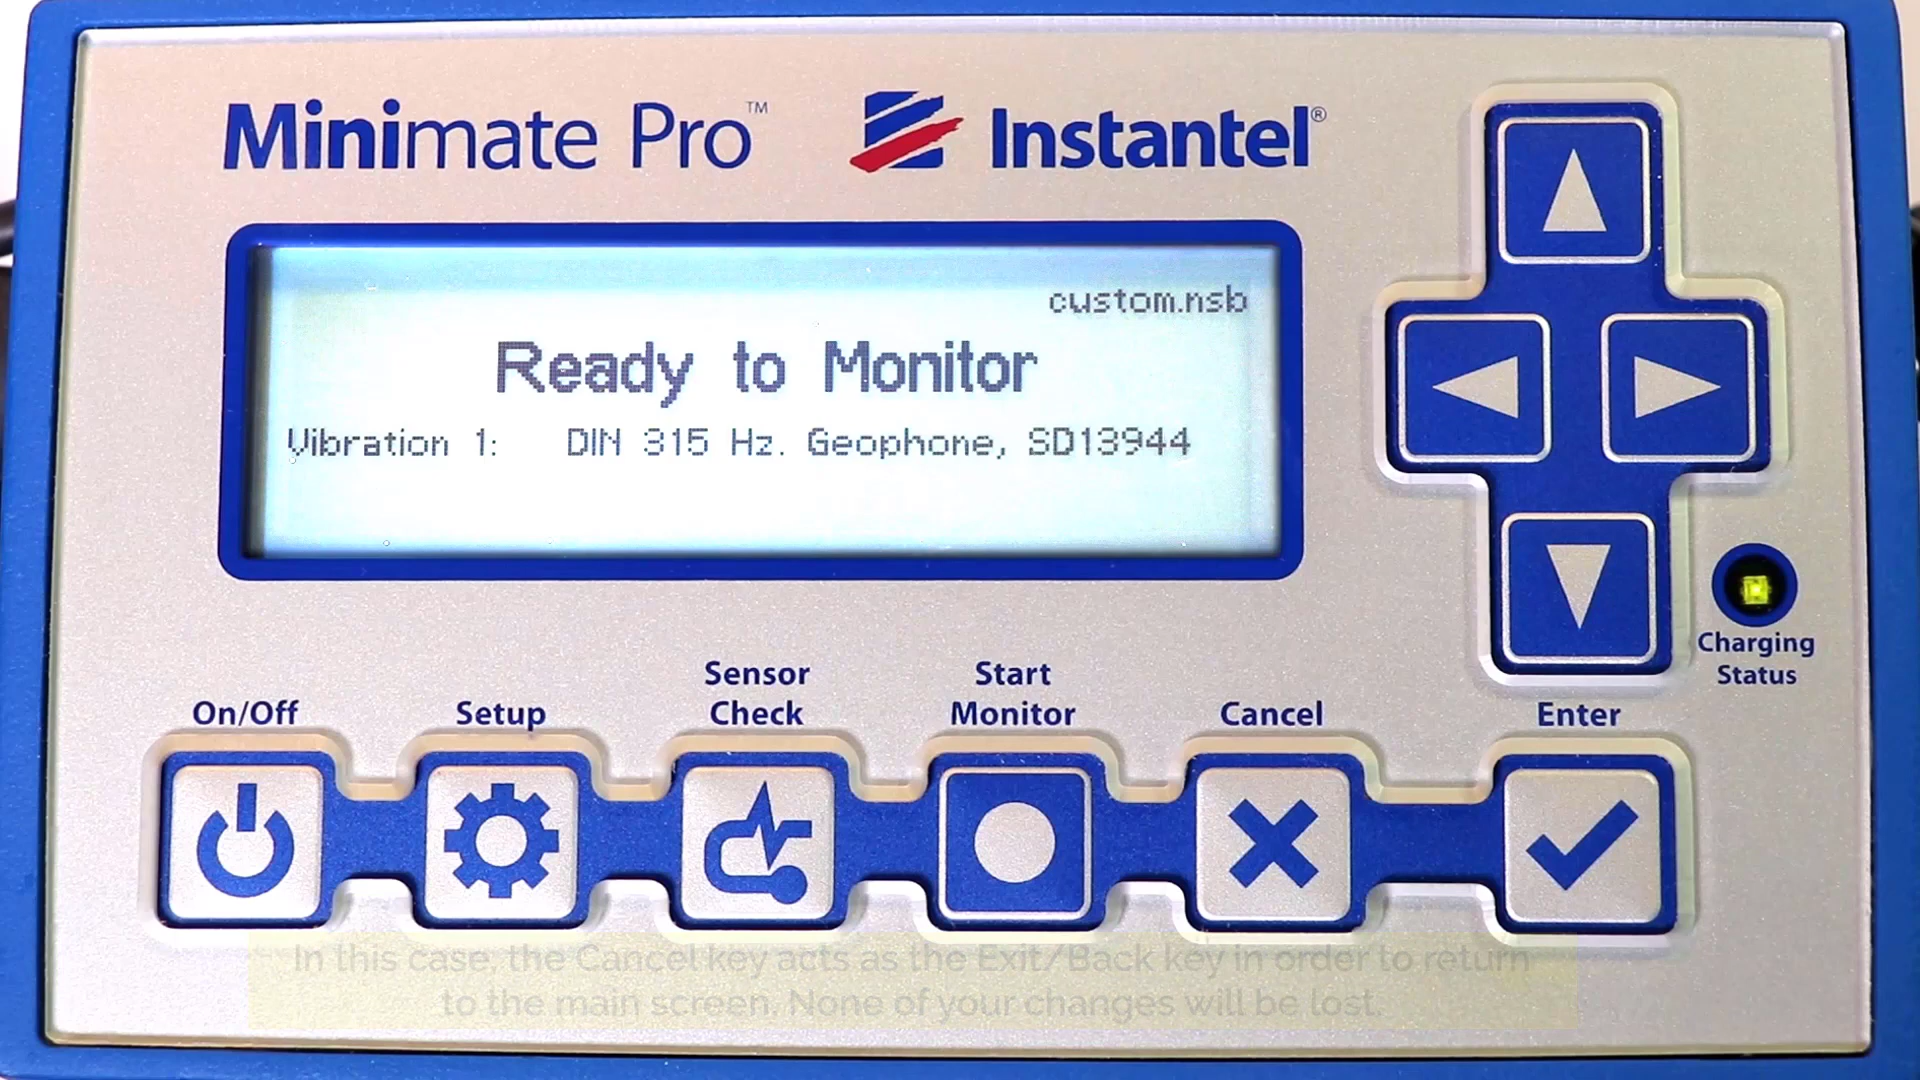 Minimate Pro™ Instantel®
custom.nsb
Ready to Monitor
Vibration 1: DIN 315 Hz. Geophone, SD13944
Charging
Status
On/Off
Setup
Sensor
Check
Start
Monitor
Cancel
Enter
In this case, the Cancel key acts as the Exit/Back key in order to return
to the main screen. None of your changes will be lost.